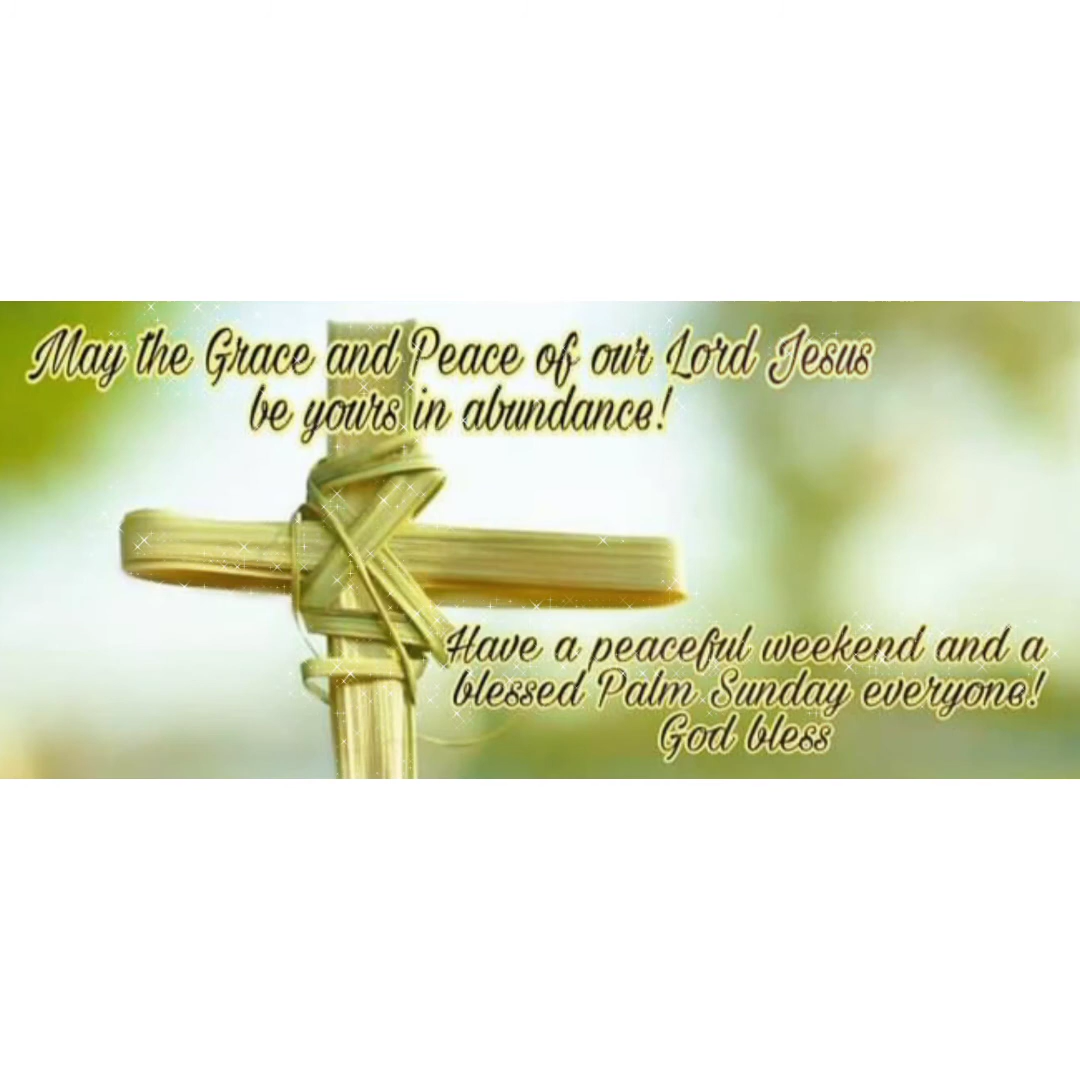 May the Grace and Peace of our Lord Jesus
be yours in abundance!
Have a peaceful weekend and a
blessed Palm Sunday everyone!
God bless